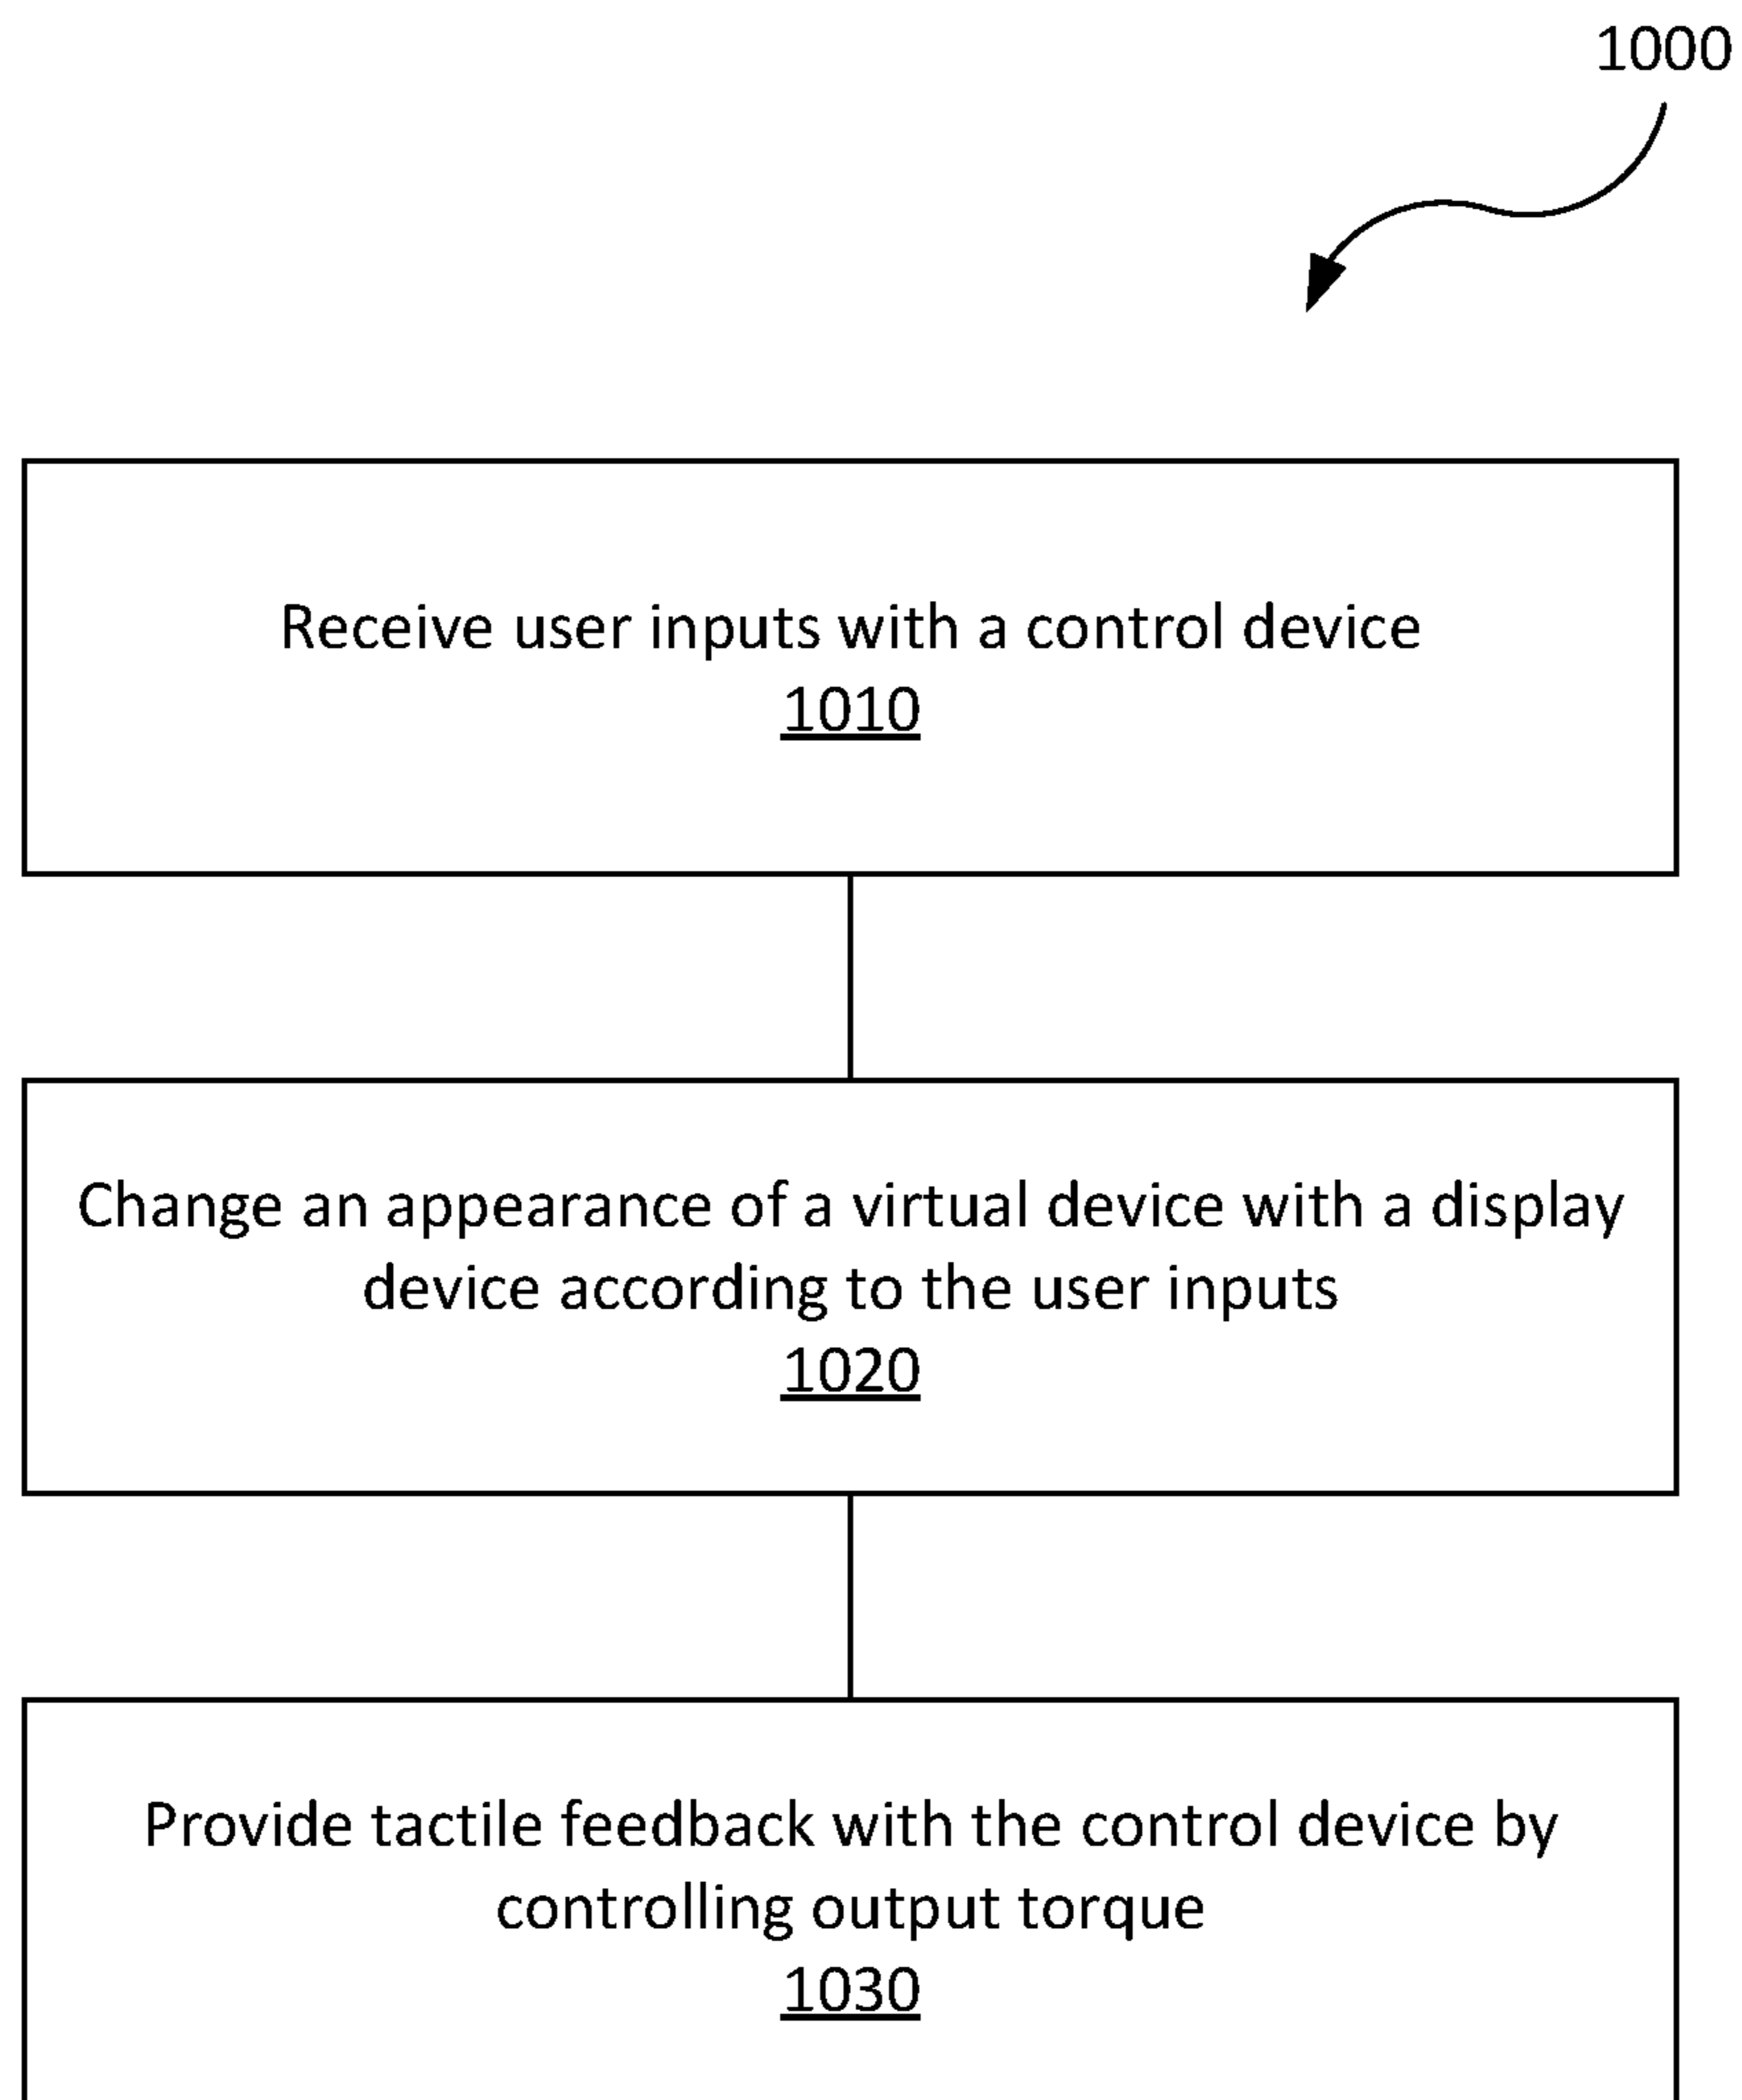 1000
Receive user inputs with a control device
1010
Change an appearance of a virtual device with a display
device according to the user inputs
1020
Provide tactile feedback with the control device by
controlling output torque
1030